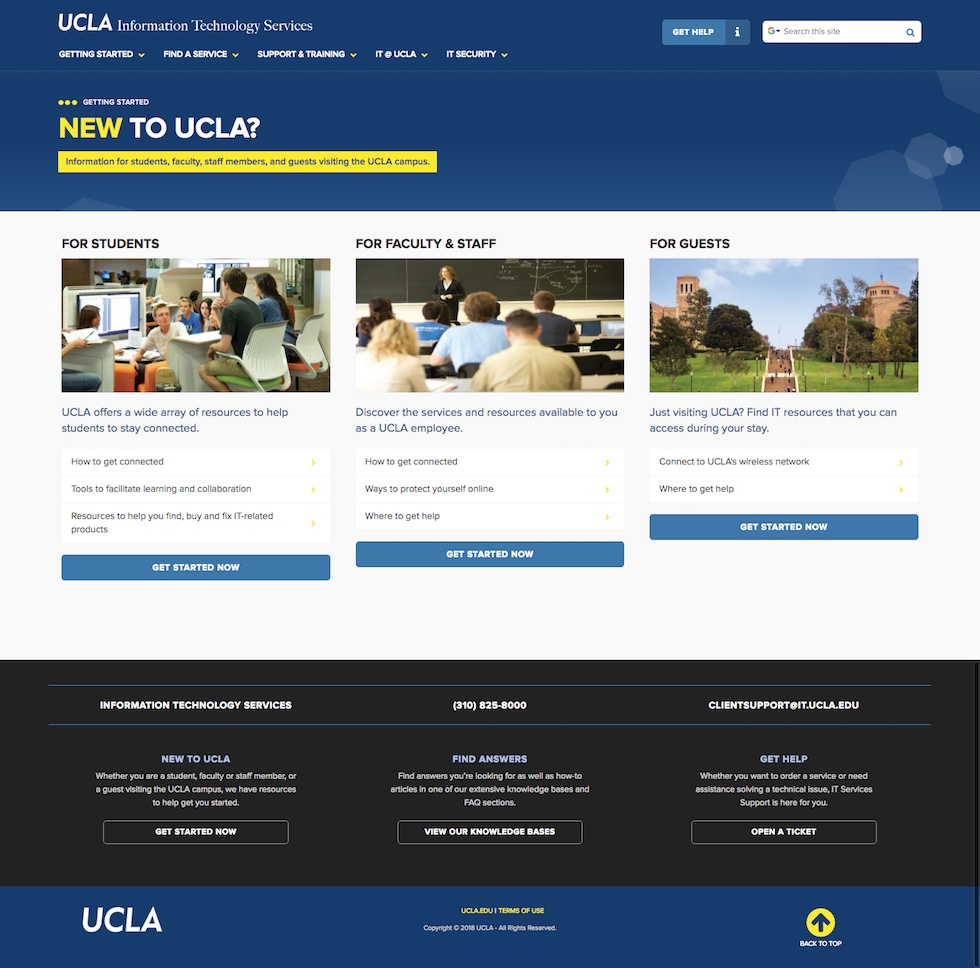 UCLA Information Technology Services
GET HELP i
Search this site
GETTING STARTED FIND A SERVICE SUPPORT & TRAINING IT @ UCLA IT SECURITY
GETTING STARTED
NEW TO UCLA?
Information for students, faculty, staff members, and guests visiting the UCLA campus.
FOR STUDENTS
UCLA offers a wide array of resources to help
students to stay connected.
How to get connected
Tools to facilitate learning and collaboration
Resources to help you find, buy and fix IT-related
products
GET STARTED NOW
FOR FACULTY & STAFF
Discover the services and resources available to you
as a UCLA employee.
How to get connected
Ways to protect yourself online
Where to get help
GET STARTED NOW
FOR GUESTS
Just visiting UCLA? Find IT resources that you can
access during your stay.
Connect to UCLA's wireless network
Where to get help
GET STARTED NOW
INFORMATION TECHNOLOGY SERVICES
(310) 825-8000
CLIENTSUPPORT@IT.UCLA.EDU
NEW TO UCLA
Whether you are a student, faculty or staff member, or
a guest visiting the UCLA campus, we have resources
to help get you started.
GET STARTED NOW
FIND ANSWERS
Find answers you're looking for as well as how-to
articles in one of our extensive knowledge bases and
FAQ sections.
VIEW OUR KNOWLEDGE BASES
GET HELP
Whether you want to order a service or need
assistance solving a technical issue, IT Services
Support is here for you.
OPEN A TICKET
UCLA
UCLA.EDU | TERMS OF USE
Copyright © 2018 UCLA - All Rights Reserved.
BACK TO TOP